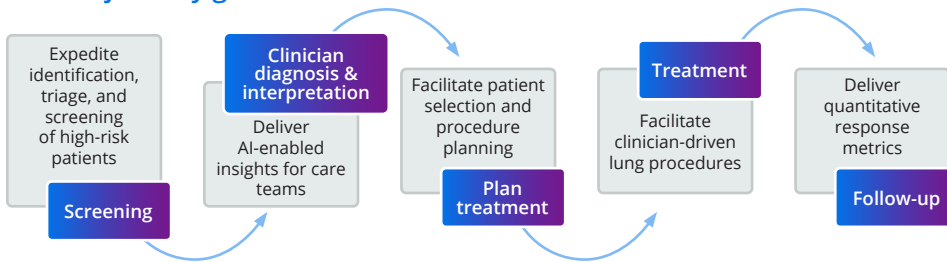 Expedite
identification,
triage, and
screening
of high-risk
patients
Screening
Clinician
diagnosis &
interpretation
Deliver
AI-enabled
insights for care
teams
Facilitate patient
selection and
procedure
planning
Plan
treatment
Treatment
Facilitate
clinician-driven
lung procedures
Deliver
quantitative
response
metrics
Follow-up